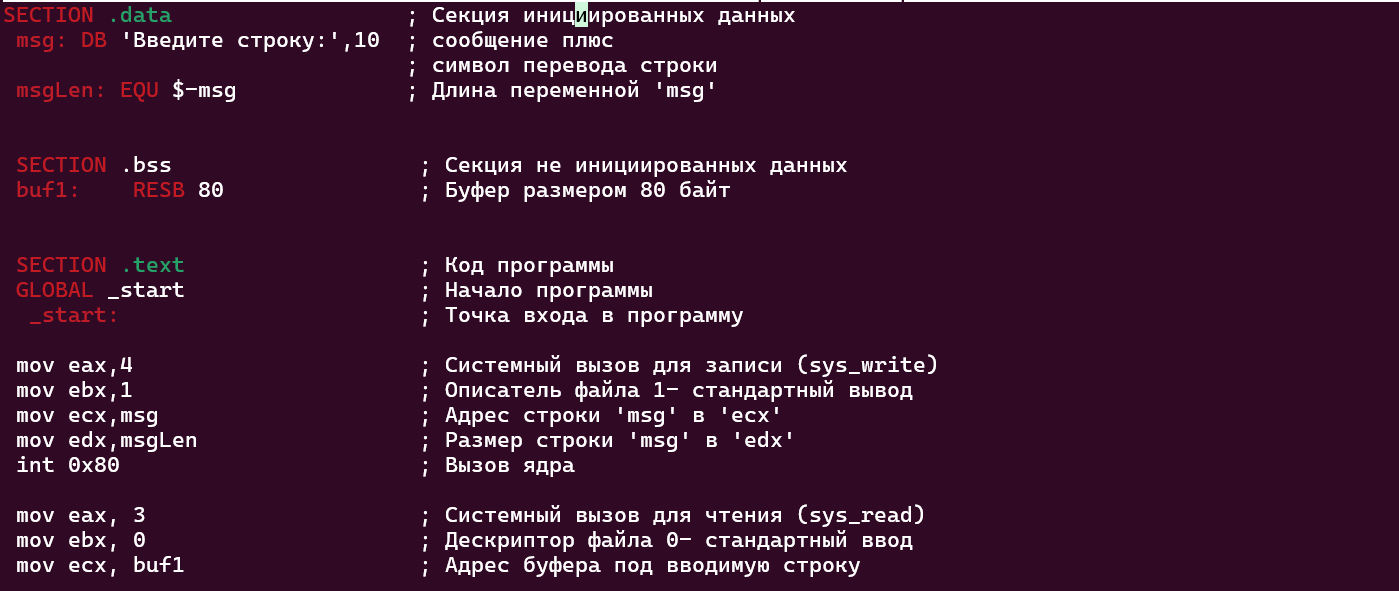 SECTION .data                  ; Секция инициированных данных
 msg: DB 'Введите строку:',10  ; сообщение плюс
                               ; символ перевода строки
 msgLen: EQU $-msg             ; Длина переменной 'msg'
 SECTION .bss                   ; Секция не инициированных данных
 buf1:    RESB 80               ; Буфер размером 80 байт
 SECTION .text                  ; Код программы
 GLOBAL _start                  ; Начало программы
  _start:                       ; Точка входа в программу
 mov eax,4                      ; Системный вызов для записи (sys_write)
 mov ebx,1                      ; Описатель файла 1- стандартный вывод
 mov ecx,msg                    ; Адрес строки 'msg' в 'ecx'
 mov edx,msgLen                 ; Размер строки 'msg' в 'edx'
 int 0x80                       ; Вызов ядра
 mov eax, 3                     ; Системный вызов для чтения (sys_read)
 mov ebx, 0                     ; Дескриптор файла 0- стандартный ввод
 mov ecx, buf1                  ; Адрес буфера под вводимую строку